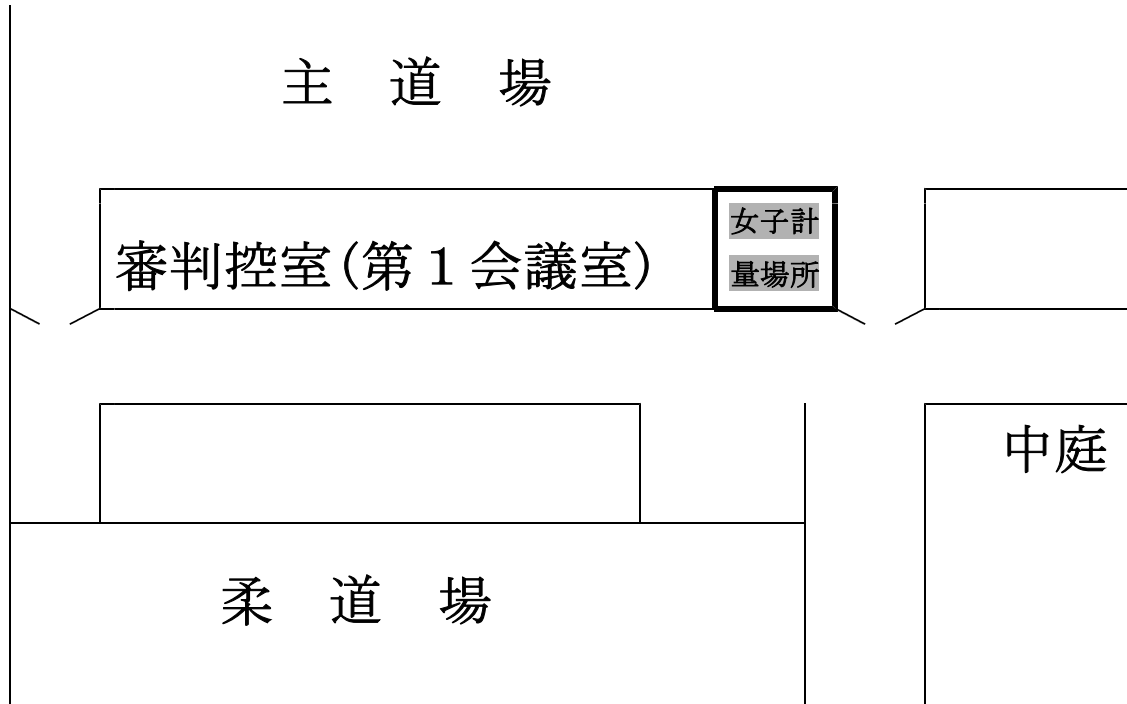 主　道　場
審判控室(第１会議室)
女子計
量場所
中庭
柔　道　場